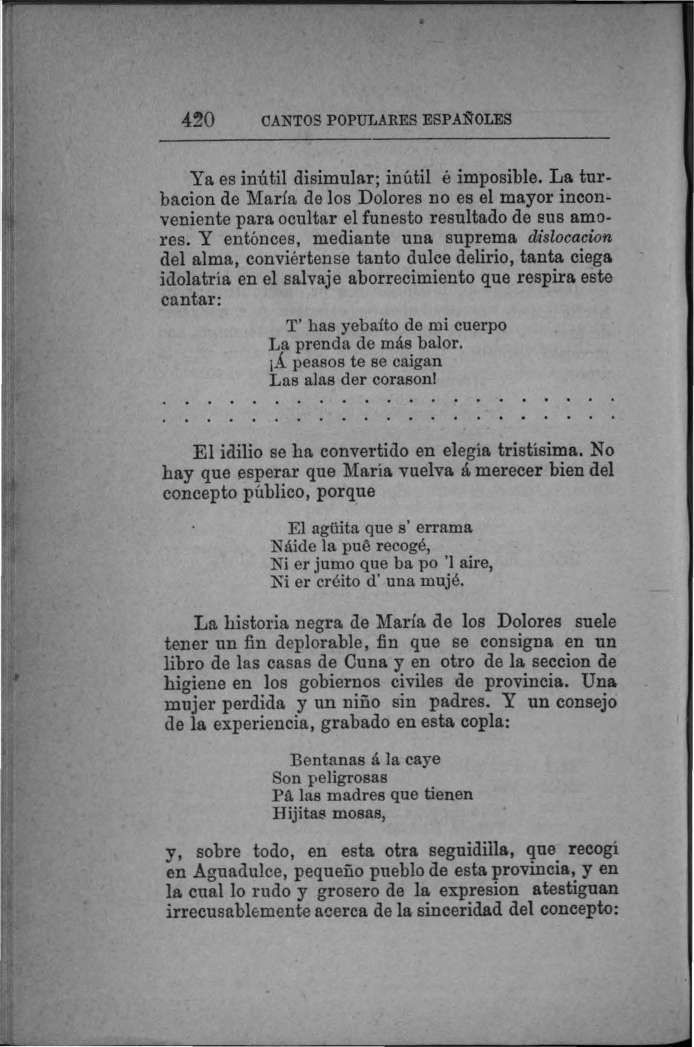 420 CANTOS POPULARES ESPAÑOLES
Ya es inútil disimular; inútil é imposible. La tur-
bacion de María de los Dolores no es el mayor incon-
veniente para ocultar el funesto resultado de sus amo-
res. Y entónces, mediante una suprema dislocacion
del alma, conviértense tanto dulce delirio, tanta ciega
idolatría en el salvaje aborrecimiento que respira este
cantar:
T' has yebaíto de mi cuerpo
La prenda de más balor.
¡Á peasos te se caigan
Las alas der corason!
. . . . . . . . . . . . . . . . . . . . .
. . . . . . . . . . . . . . . . . . . . .
El idilio se ha convertido en elegía tristísima. No
hay que esperar que María vuelva á merecer bien del
concepto público, porque
El agüita que s' errama
Náide la puê recogé,
Ni er jumo que ba po 'l aire,
Ni er créito d' una mujé.
La historia negra de María de los Dolores suele
tener un fin deplorable, fin que se consigna en un
libro de las casas de Cuna y en otro de la seccion de
higiene en los gobiernos civiles de provincia. Una
mujer perdida y un niño sin padres. Y un consejo
de la experiencia, grabado en esta copla:
Bentanas á la caye
Son peligrosas
Pâ las madres que tienen
Hijitas mosas,
y, sobre todo, en esta otra seguidilla, que recogí
en Aguadulce, pequeño pueblo de esta provincia, y en
la cual lo rudo y grosero de la expresion atestiguan
irrecusablemente acerca de la sinceridad del concepto: